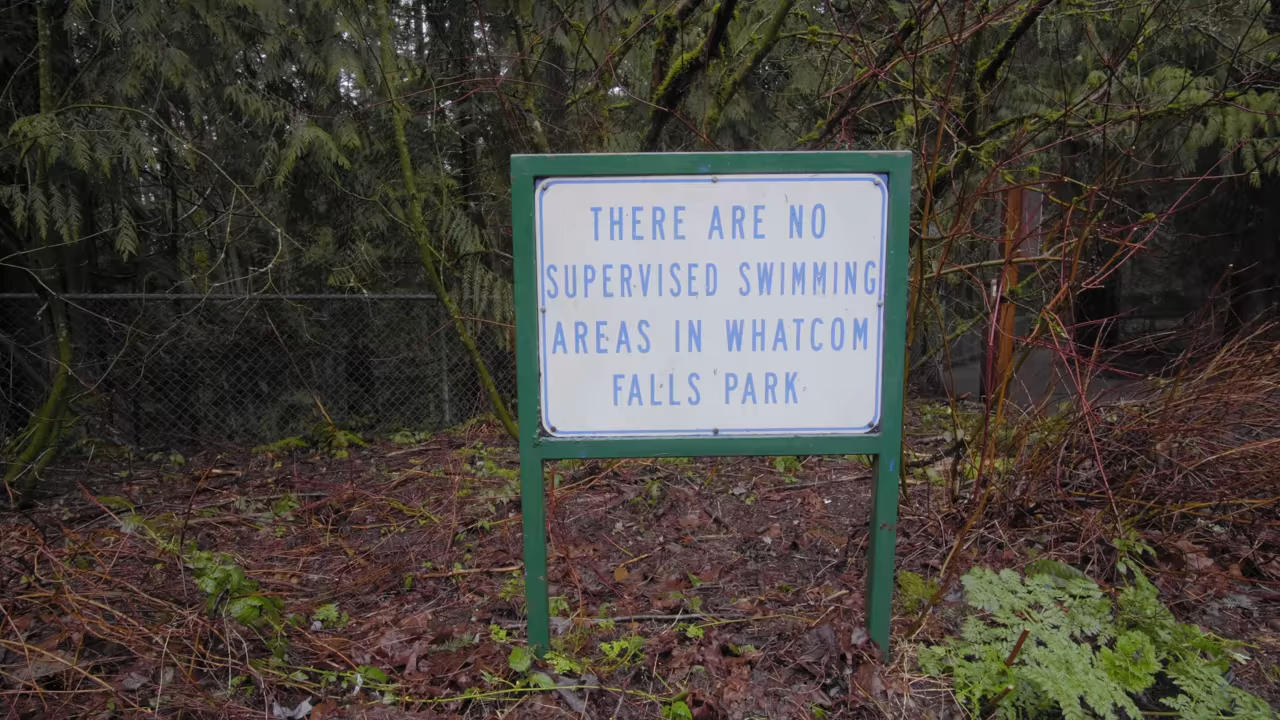 THERE ARE NO
SUPERVISED SWIMMING
AREAS IN WHATCOM
FALLS PARK